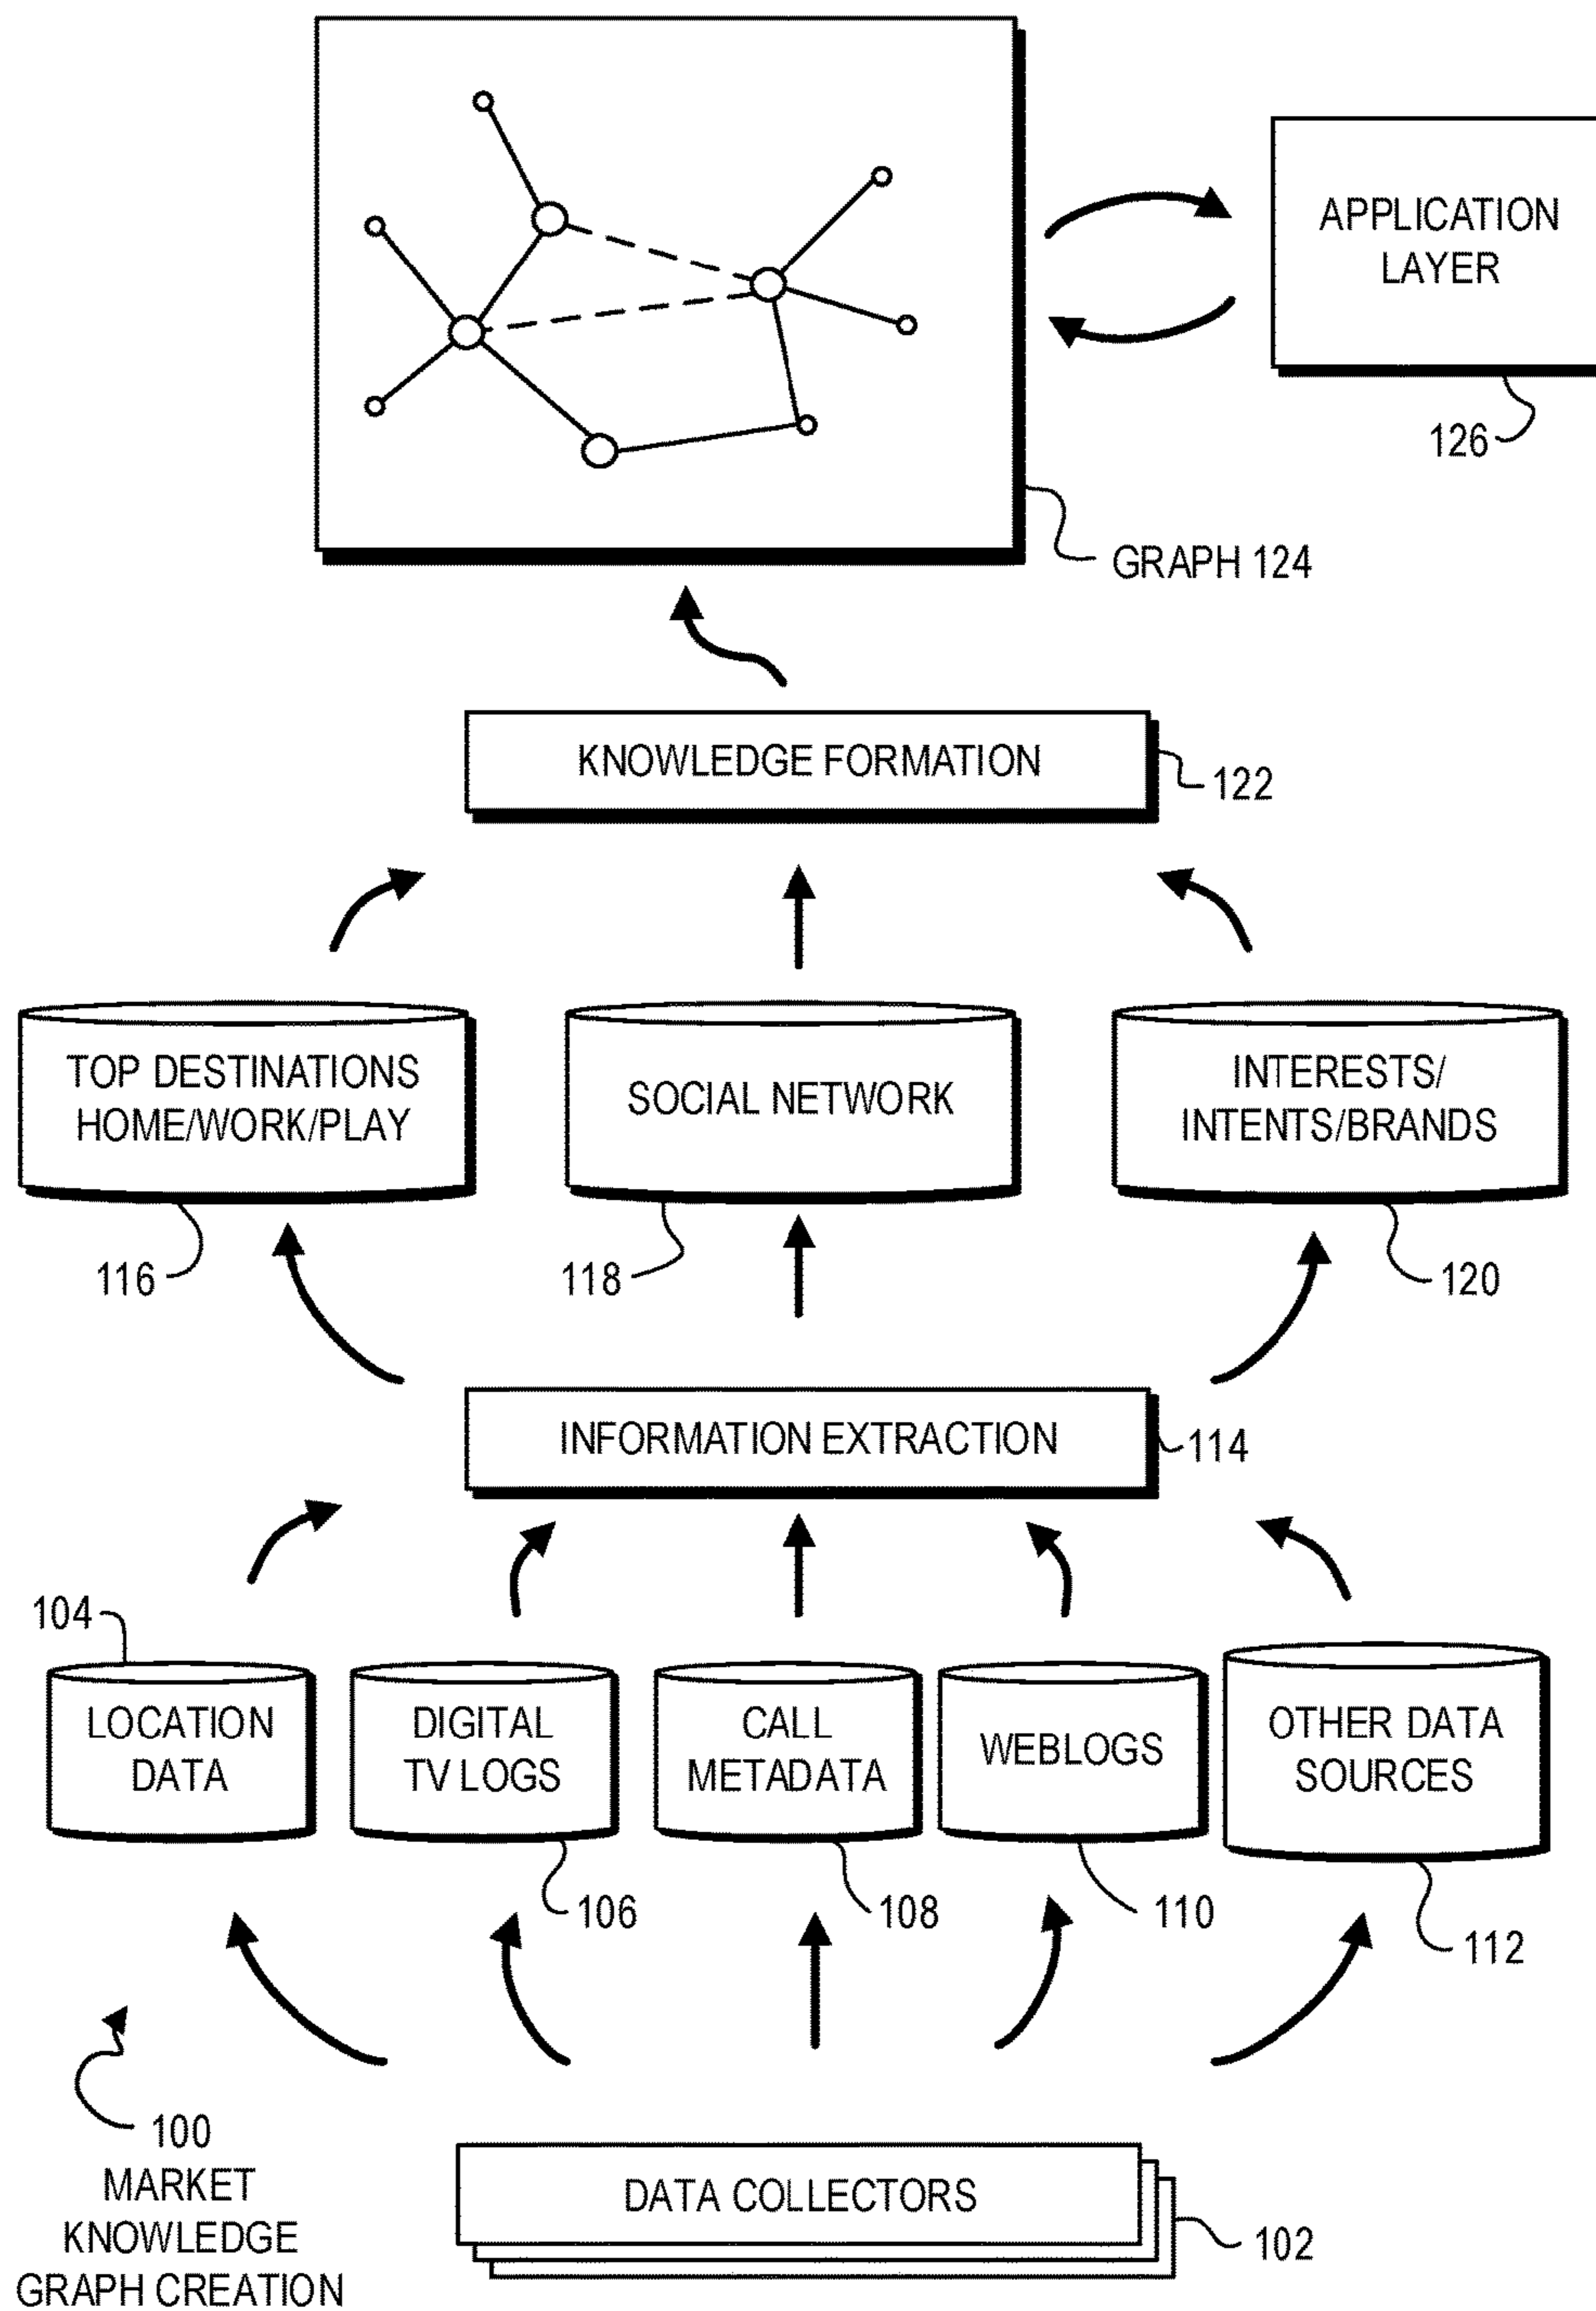 APPLICATION
LAYER
126
GRAPH 124
KNOWLEDGE FORMATION
122
TOP DESTINATIONS
HOME/WORK/PLAY
SOCIAL NETWORK
INTERESTS/
INTENTS/BRANDS
116
118
120
INFORMATION EXTRACTION
114
104
LOCATION
DATA
DIGITAL
TV LOGS
CALL
METADATA
WEBLOGS
OTHER DATA
SOURCES
106
108
110
112
100
MARKET
KNOWLEDGE
GRAPH CREATION
DATA COLLECTORS
102